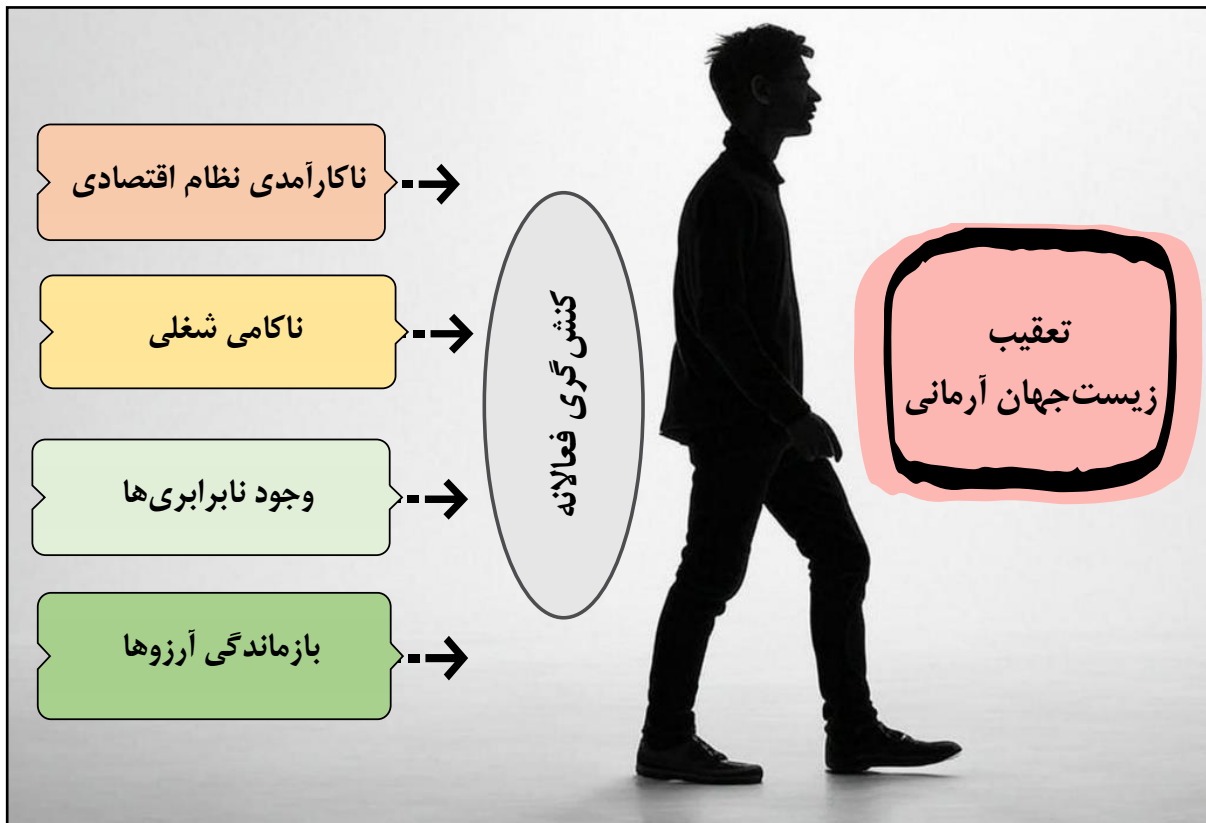 ناکارآمدی نظام اقتصادی
ناکامی شغلی
وجود نابرابری‌ها
بازماندگی آرزوها
کنش‌گری فعالانه
تعقیب
زیست‌جهان آرمانی